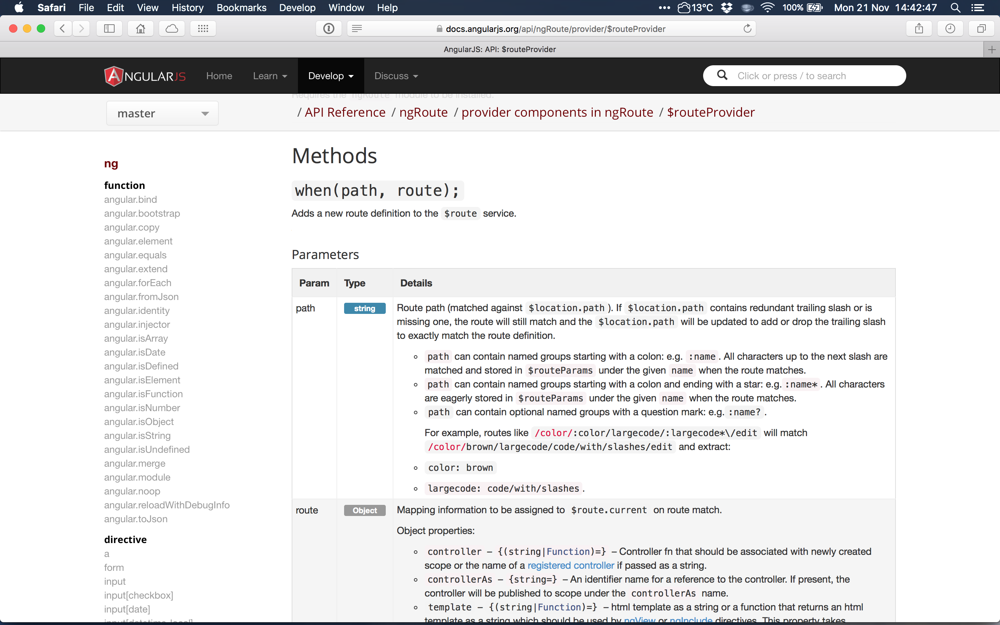 Safari File Edit View History Bookmarks Develop Window Help 13°C 100% Mon 21 Nov 14:42:47
docs.angularjs.org/api/ngRoute/provider/$routeProvider
AngularJS: API: $routeProvider
ANGULARJS Home Learn Develop Discuss Click or press / to search
Requires the ngRoute module to be installed.
master / API Reference / ngRoute / provider components in ngRoute / $routeProvider
ng
function
angular.bind
angular.bootstrap
angular.copy
angular.element
angular.equals
angular.extend
angular.forEach
angular.fromJson
angular.identity
angular.injector
angular.isArray
angular.isDate
angular.isDefined
angular.isElement
angular.isFunction
angular.isNumber
angular.isObject
angular.isString
angular.isUndefined
angular.merge
angular.module
angular.noop
angular.reloadWithDebugInfo
angular.toJson
directive
a
form
input
input[checkbox]
input[date]
input[datetime-local]
Methods
when(path, route);
Adds a new route definition to the $route service.
Parameters
Param Type Details
path string Route path (matched against $location.path). If $location.path contains redundant trailing slash or is
missing one, the route will still match and the $location.path will be updated to add or drop the trailing slash
to exactly match the route definition.
path can contain named groups starting with a colon: e.g. :name. All characters up to the next slash are
matched and stored in $routeParams under the given name when the route matches.
path can contain named groups starting with a colon and ending with a star: e.g. :name*. All characters
are eagerly stored in $routeParams under the given name when the route matches.
path can contain optional named groups with a question mark: e.g. :name?.
For example, routes like /color/:color/largecode/:largecode*\/edit will match
/color/brown/largecode/code/with/slashes/edit and extract:
color: brown
largecode: code/with/slashes.
route Object Mapping information to be assigned to $route.current on route match.
Object properties:
controller – {(string|Function)=} – Controller fn that should be associated with newly created
scope or the name of a registered controller if passed as a string.
controllerAs – {string=} – An identifier name for a reference to the controller. If present, the
controller will be published to scope under the controllerAs name.
template – {(string|Function)=} – html template as a string or a function that returns an html
template as a string which should be used by ngView or ngInclude directives. This property takes